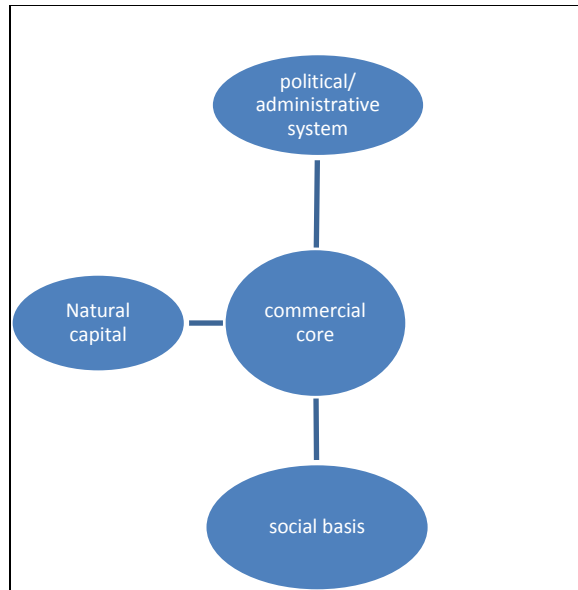 political/
administrative
system
Natural
capital
commercial
core
social basis